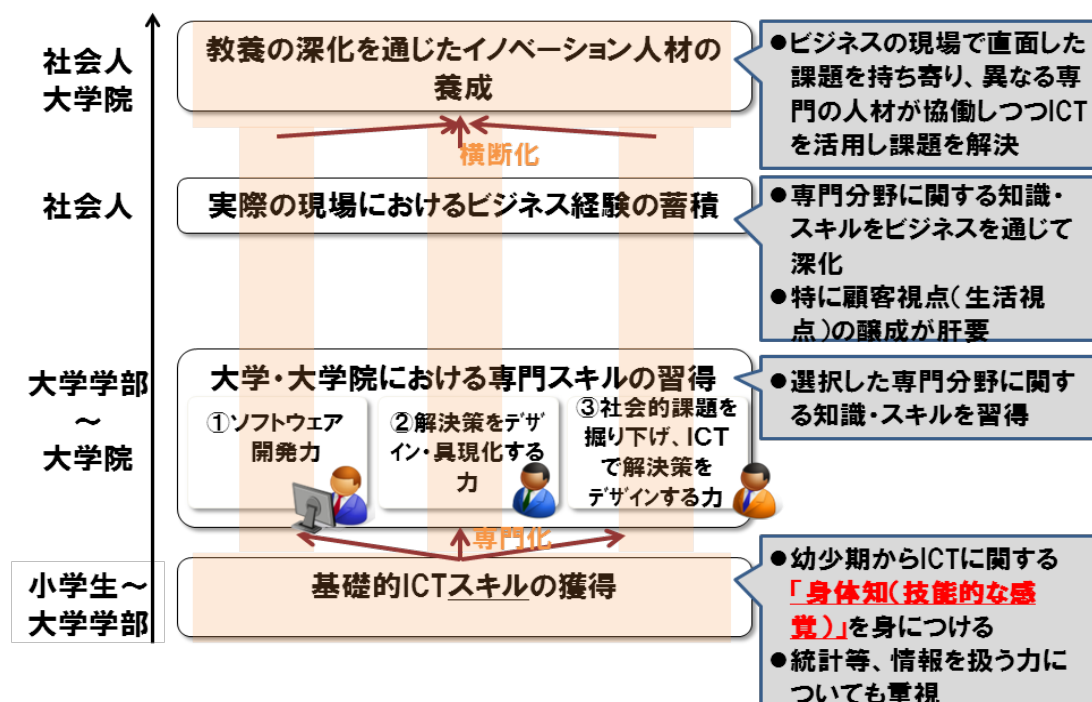 社会人
大学院
教養の深化を通じたイノベーション人材の
養成
●ビジネスの現場で直面した
課題を持ち寄り、異なる専
門の人材が協働しつつICT
を活用し課題を解決
横断化
社会人
実際の現場におけるビジネス経験の蓄積
●専門分野に関する知識・
スキルをビジネスを通じて
深化
●特に顧客視点(生活視
点)の醸成が肝要
大学学部
~
大学院
大学・大学院における専門スキルの習得
①ソフトウェア
開発力
②解決策をデザ
イン・具現化する
力
③社会的課題を
掘り下げ、ICT
で解決策を
デザインする力
●選択した専門分野に関す
る知識・スキルを習得
専門化
小学生~
大学学部
基礎的ICTスキルの獲得
●幼少期からICTに関する
「身体知(技能的な感
覚)」を身につける
●統計等、情報を扱う力に
ついても重視